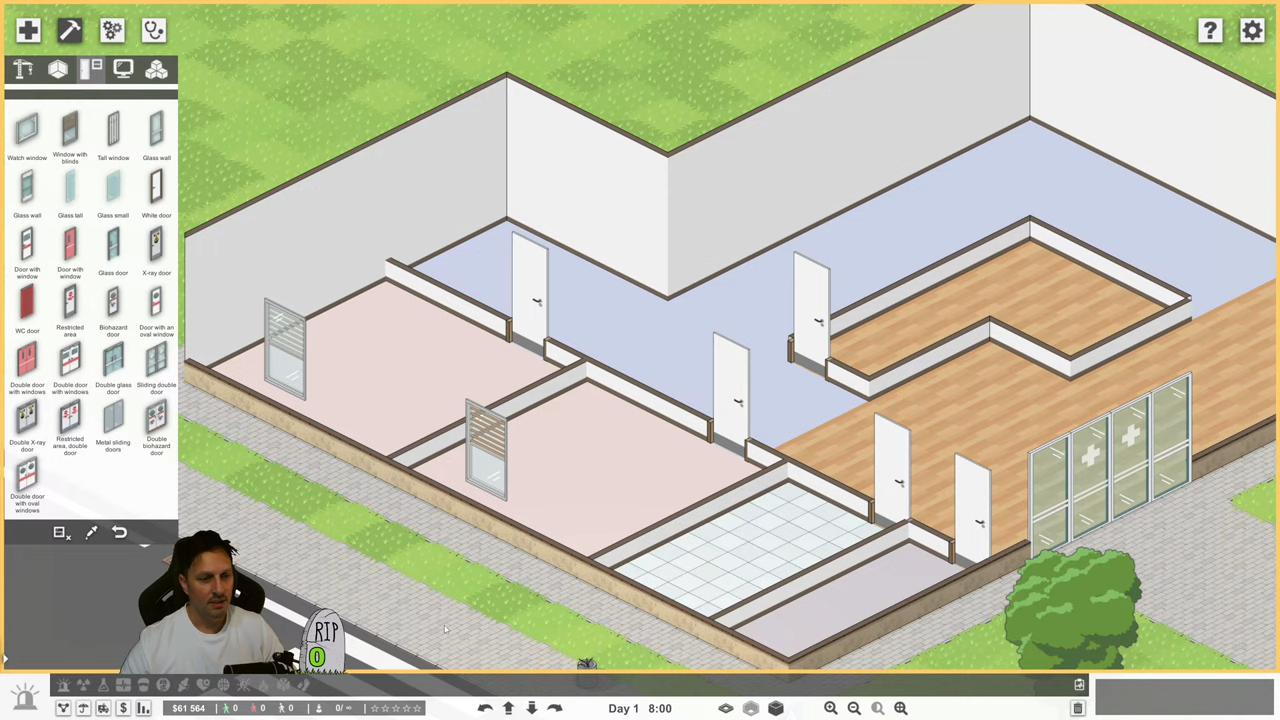 ?
Watch window
Window with blinds
Tall window
Glass wall
Glass wall
Glass tall
Glass small
White door
Door with window
Door with window
Glass door
X-ray door
WC door
Restricted area
Biohazard door
Door with an oval window
Double door with windows
Double door with windows
Double glass door
Sliding double door
Double X-ray door
Restricted area, double door
Metal sliding doors
Double biohazard door
Double door with oval windows
RIP
0
$61 564
0
0
0
0/∞
Day 1 8:00